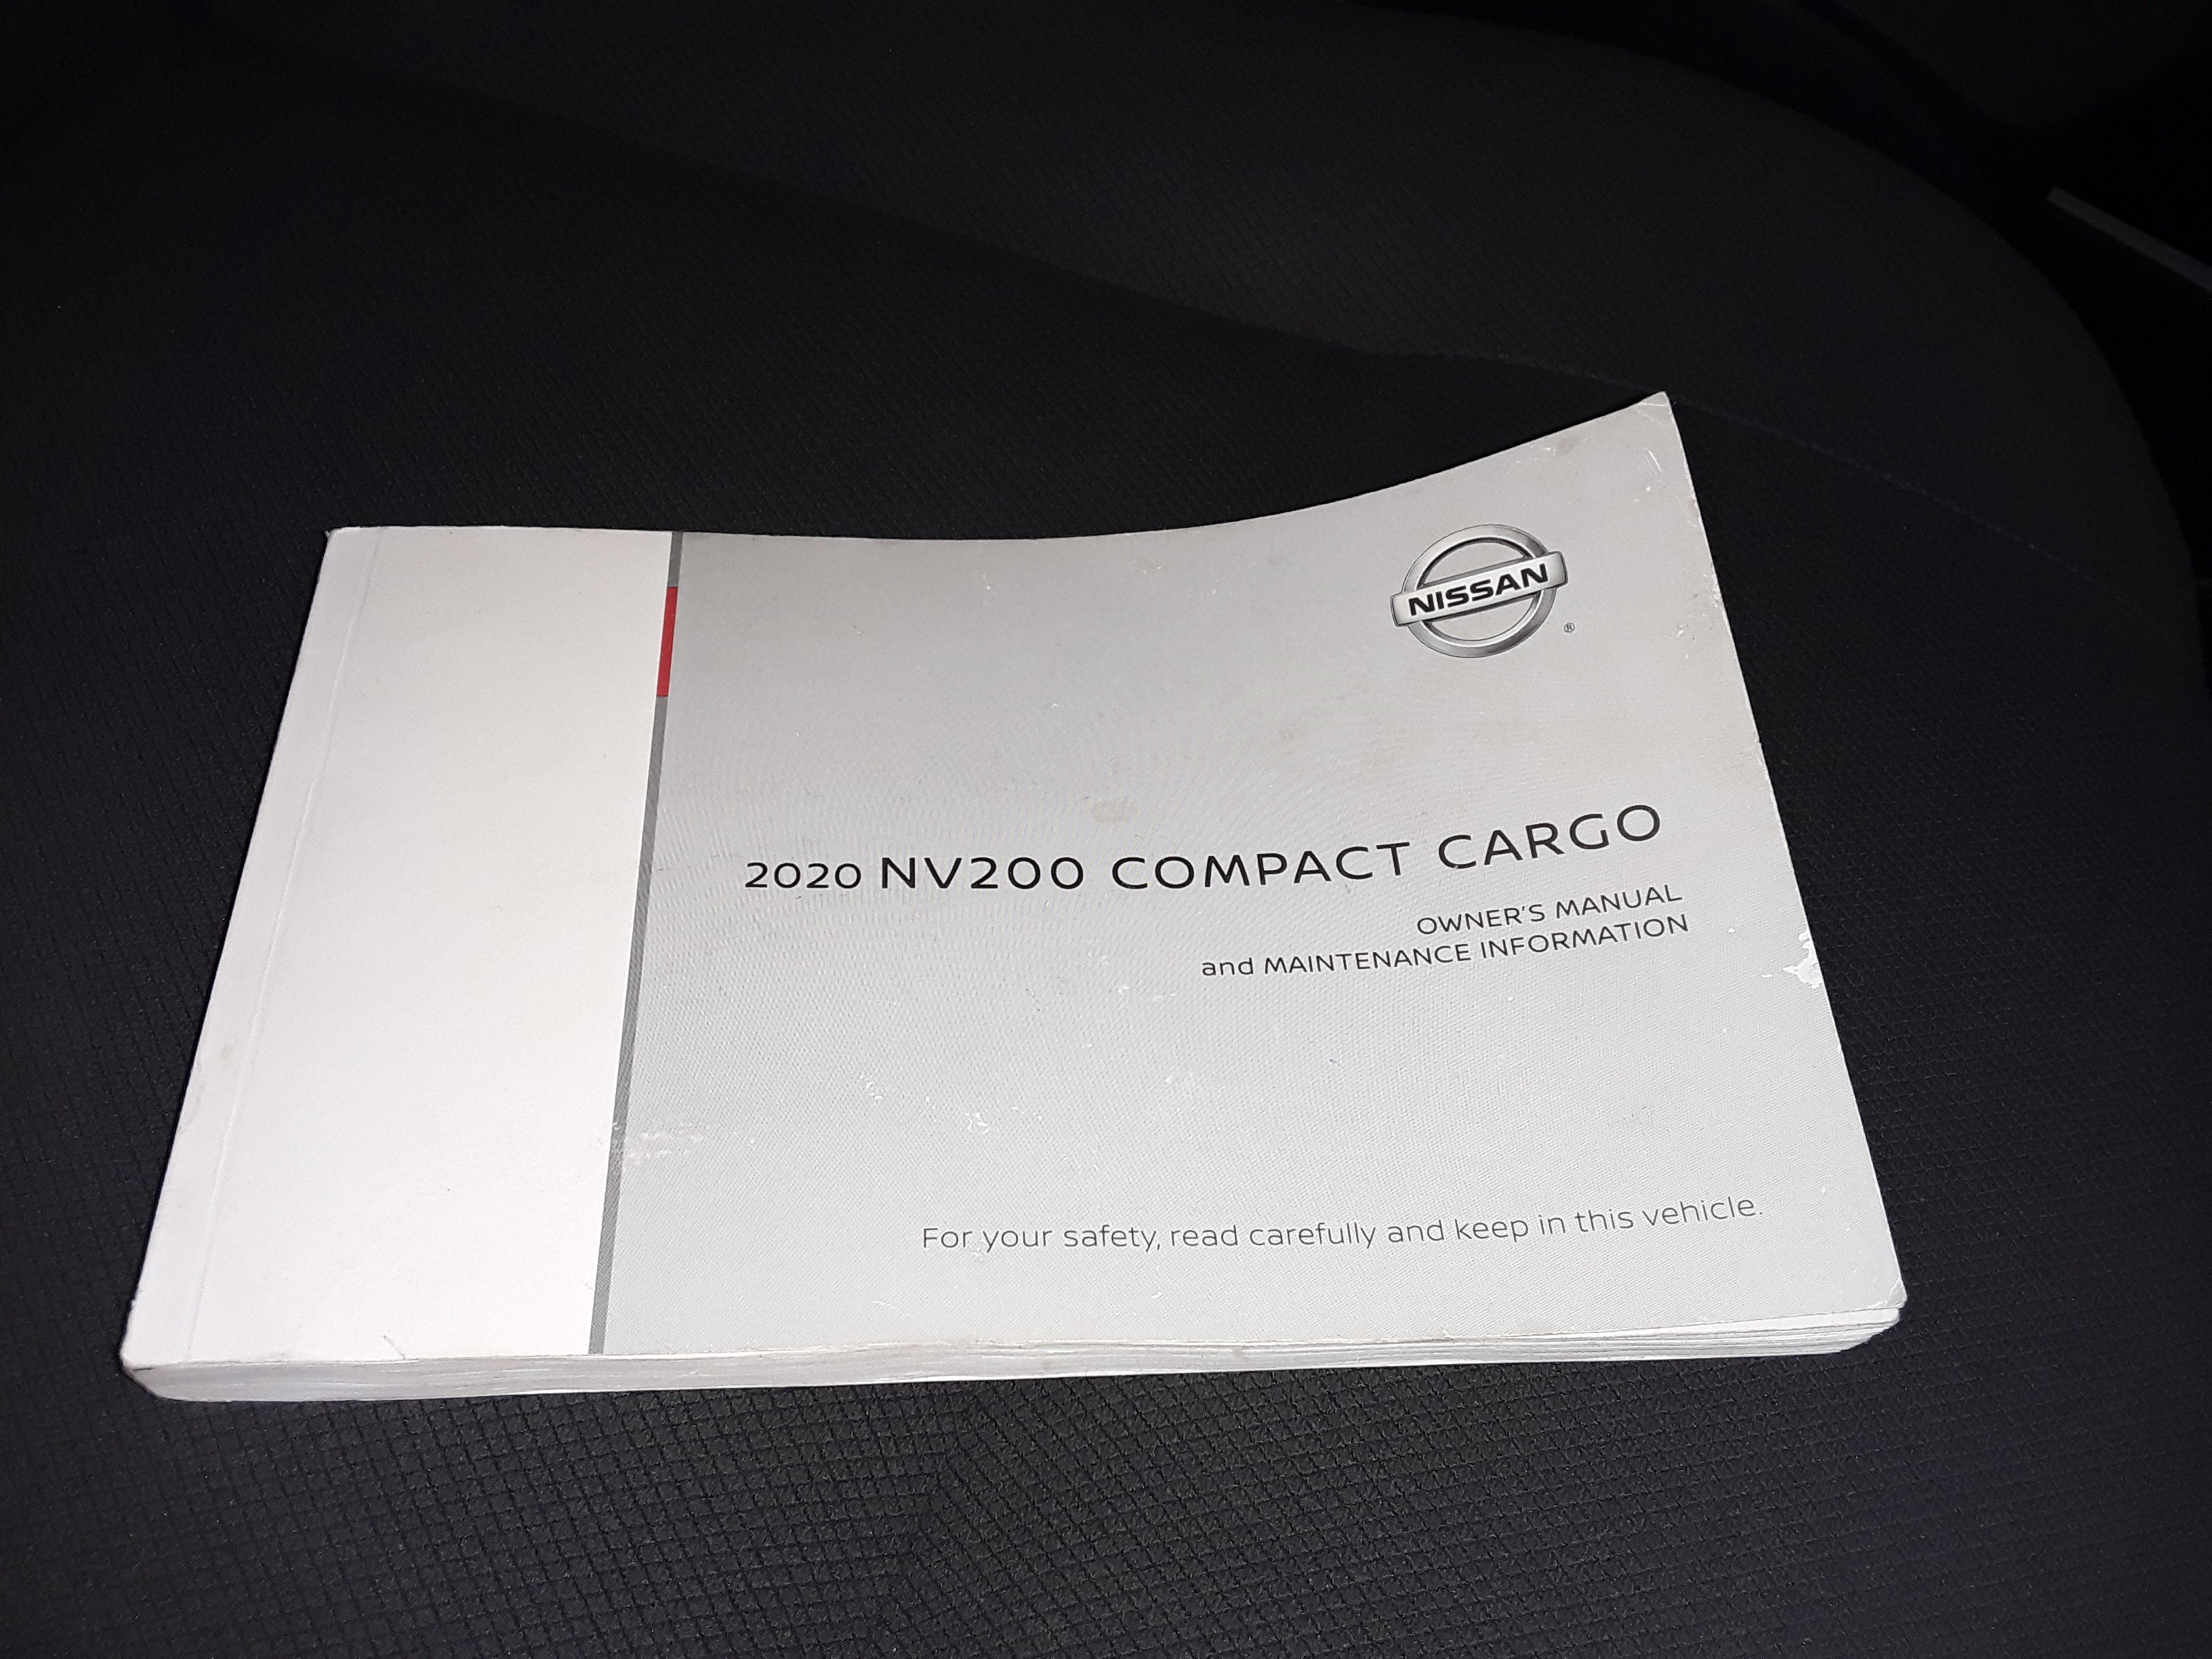 NISSAN
®
2020 NV200 COMPACT CARGO
OWNER'S MANUAL
and MAINTENANCE INFORMATION
For your safety, read carefully and keep in this vehicle.